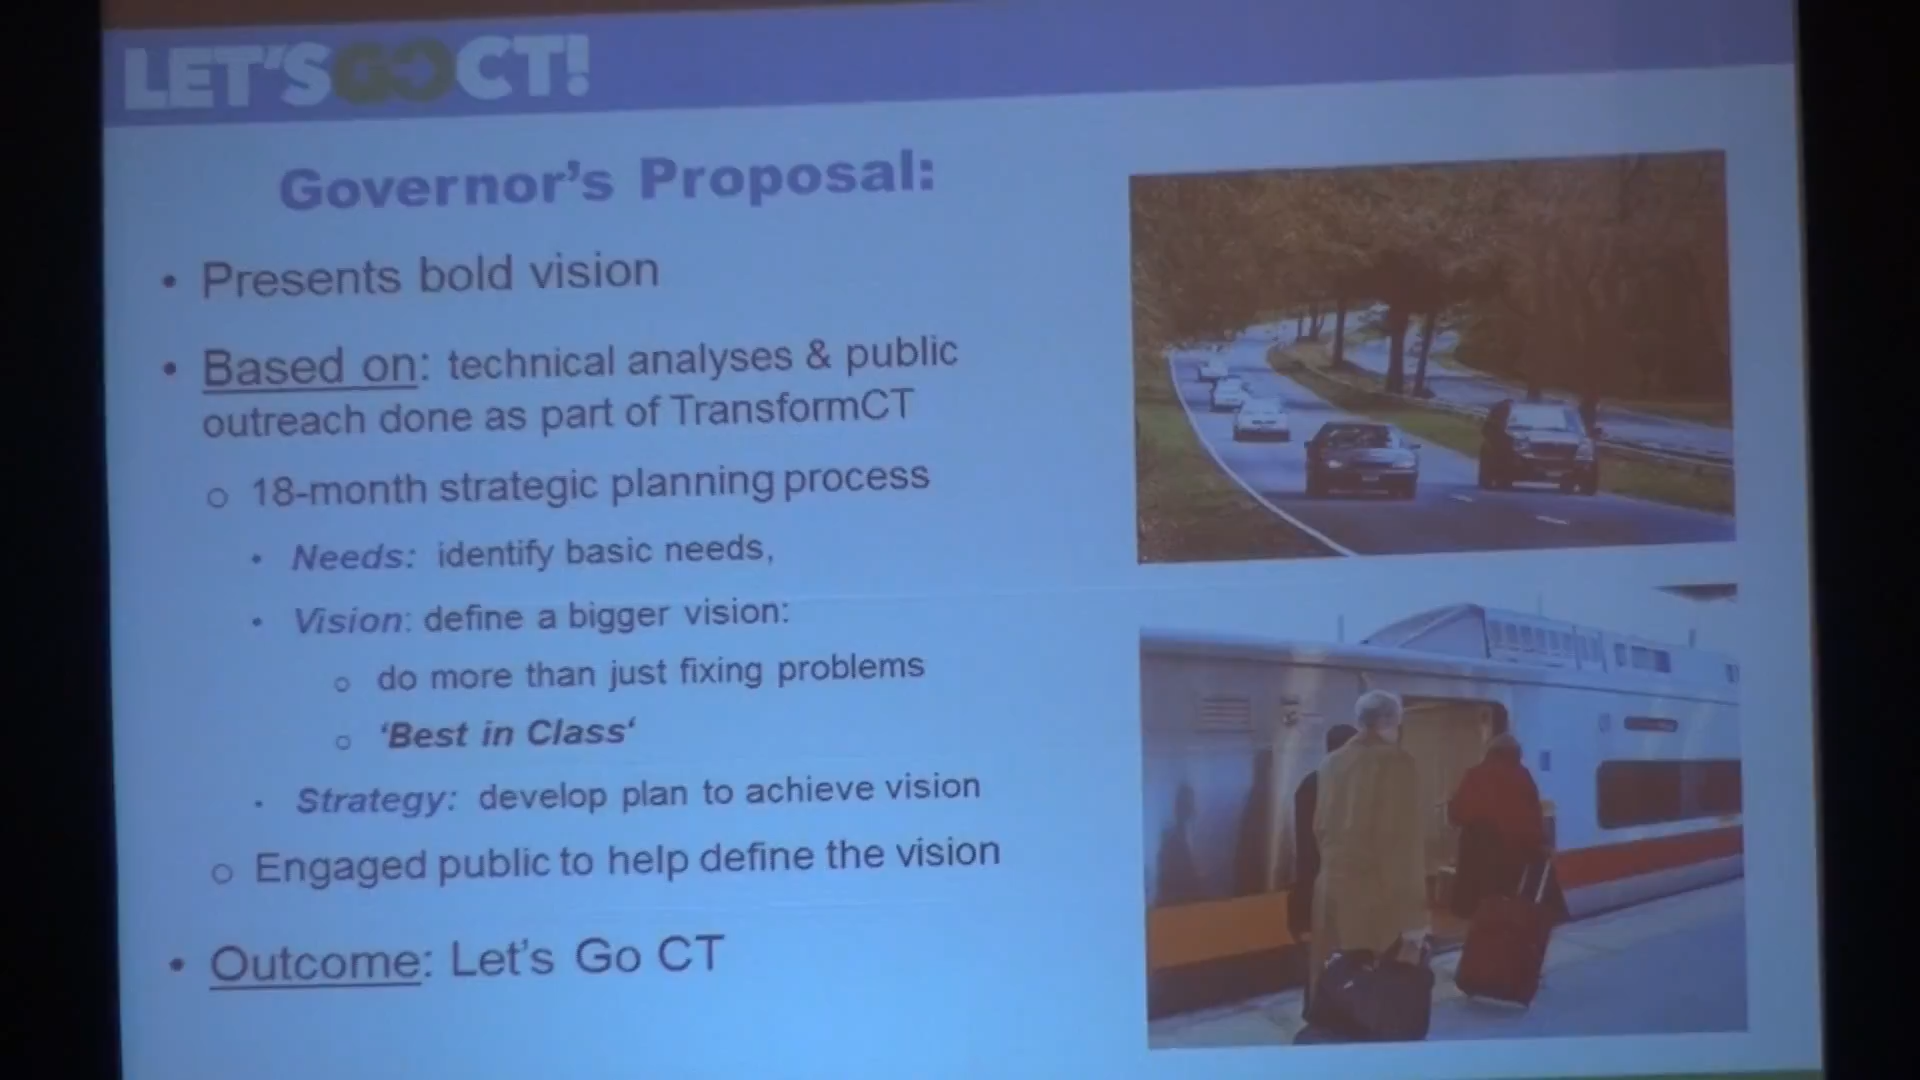 LET'S GO CT!
Governor's Proposal:
• Presents bold vision
• Based on: technical analyses & public
outreach done as part of TransformCT
o 18-month strategic planning process
• Needs: identify basic needs,
• Vision: define a bigger vision:
o do more than just fixing problems
o ‘Best in Class‘
• Strategy: develop plan to achieve vision
o Engaged public to help define the vision
• Outcome: Let's Go CT